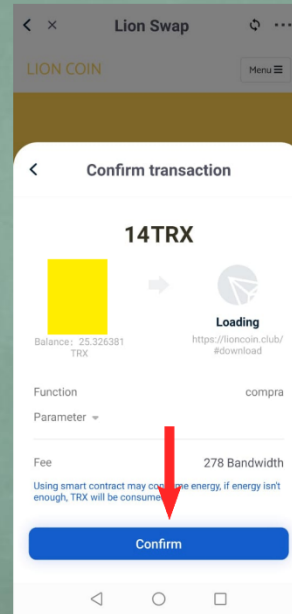 Lion Swap
LION COIN
Menu
Confirm transaction
14TRX
Balance: 25.326381
TRX
Loading
https://lioncoin.club/
#download
Function compra
Parameter
Fee 278 Bandwidth
Using smart contract may consume energy, if energy isn't
enough, TRX will be consume
Confirm